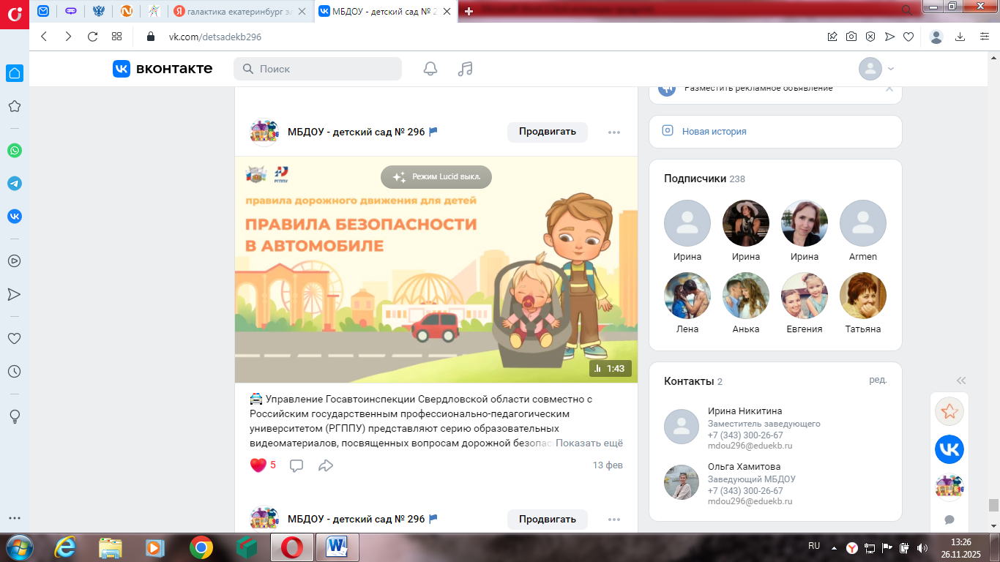 галактика екатеринбург эл
МБДОУ - детский сад № 2
vk.com/detsadekb296
вконтакте
Поиск
Разместить рекламное объявление
МБДОУ - детский сад № 296
Продвигать
Новая история
РГППУ
Режим Lucid выкл.
правила дорожного движения для детей
ПРАВИЛА БЕЗОПАСНОСТИ
В АВТОМОБИЛЕ
1:43
Подписчики 238
Ирина
Ирина
Ирина
Armen
Лена
Анька
Евгения
Татьяна
Управление Госавтоинспекции Свердловской области совместно с
Российским государственным профессионально-педагогическим
университетом (РГППУ) представляют серию образовательных
видеоматериалов, посвященных вопросам дорожной безопас Показать ещё
5
13 фев
Контакты 2
ред.
Ирина Никитина
Заместитель заведующего
+7 (343) 300-26-67
mdou296@eduekb.ru
Ольга Хамитова
Заведующий МБДОУ
+7 (343) 300-26-67
mdou296@eduekb.ru
МБДОУ - детский сад № 296
Продвигать
RU
13:26
26.11.2025